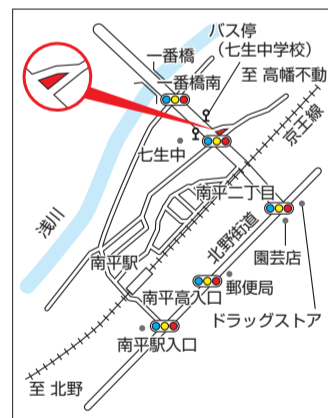 バス停
（七生中学校）
一番橋
至 高幡不動
一番橋南
京王線
七生中
南平二丁目
浅川
北野街道
園芸店
南平駅
郵便局
南平高入口
ドラッグストア
南平駅入口
至 北野